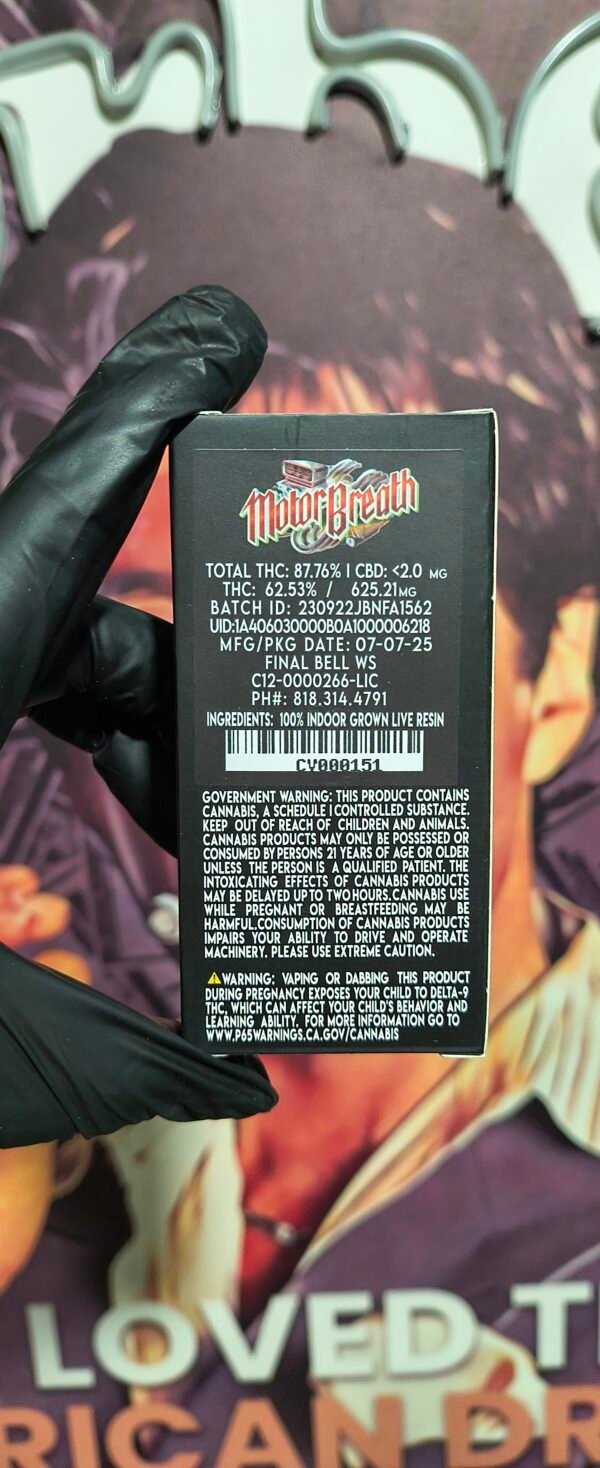 MotorBreath
TOTAL THC: 87.76% | CBD: <2.0 MG
THC: 62.53% / 625.21MG
BATCH ID: 230922JBNFA1562
UID:1A406030000B0A1000006218
MFG/PKG DATE: 07-07-25
FINAL BELL WS
C12-0000266-LIC
PH#: 818.314.4791
INGREDIENTS: 100% INDOOR GROWN LIVE RESIN
CY000151
GOVERNMENT WARNING: THIS PRODUCT CONTAINS
CANNABIS, A SCHEDULE I CONTROLLED SUBSTANCE.
KEEP OUT OF REACH OF CHILDREN AND ANIMALS.
CANNABIS PRODUCTS MAY ONLY BE POSSESSED OR
CONSUMED BY PERSONS 21 YEARS OF AGE OR OLDER
UNLESS THE PERSON IS A QUALIFIED PATIENT. THE
INTOXICATING EFFECTS OF CANNABIS PRODUCTS
MAY BE DELAYED UP TO TWO HOURS. CANNABIS USE
WHILE PREGNANT OR BREASTFEEDING MAY BE
HARMFUL.CONSUMPTION OF CANNABIS PRODUCTS
IMPAIRS YOUR ABILITY TO DRIVE AND OPERATE
MACHINERY. PLEASE USE EXTREME CAUTION.
⚠WARNING: VAPING OR DABBING THIS PRODUCT
DURING PREGNANCY EXPOSES YOUR CHILD TO DELTA-9
THC, WHICH CAN AFFECT YOUR CHILD'S BEHAVIOR AND
LEARNING ABILITY. FOR MORE INFORMATION GO TO
WWW.P65WARNINGS.CA.GOV/CANNABIS
LOVED T
RICAN DR